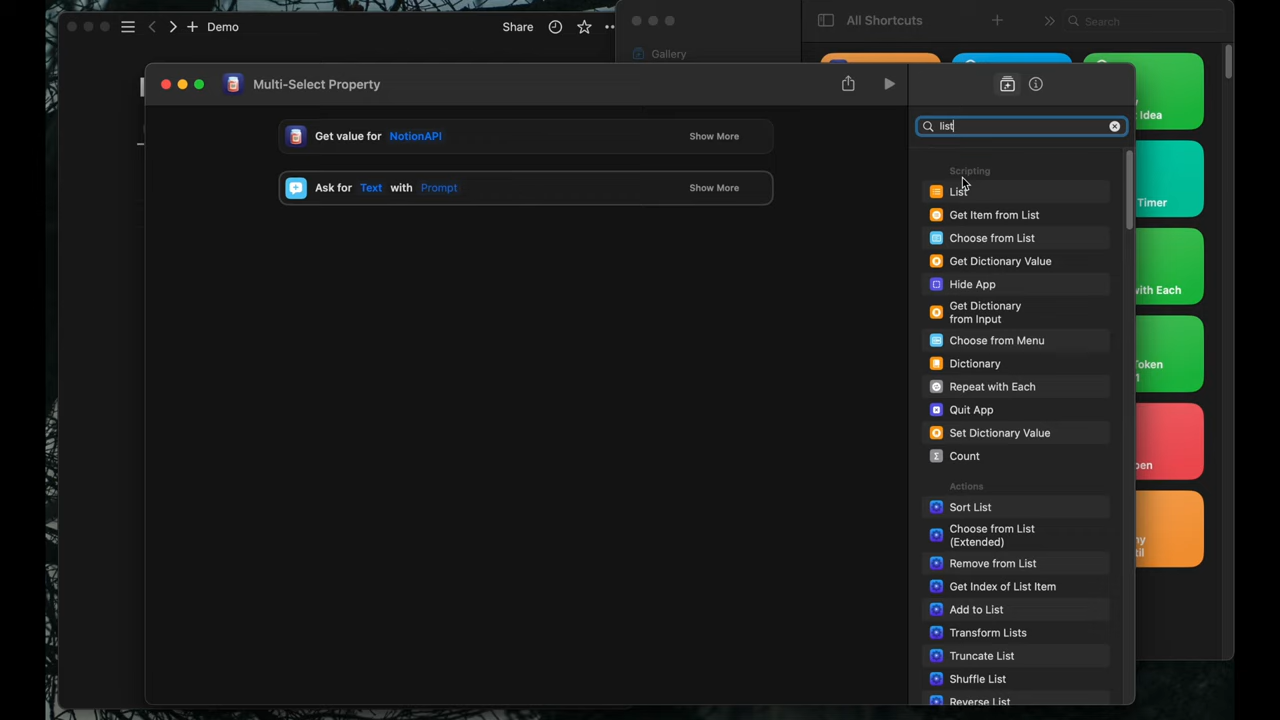 Demo
Share
All Shortcuts
Search
Gallery
Multi-Select Property
Get value for NotionAPI
Show More
Ask for Text with Prompt
Show More
list
Scripting
List
Get Item from List
Choose from List
Get Dictionary Value
Hide App
Get Dictionary
from Input
Choose from Menu
Dictionary
Repeat with Each
Quit App
Set Dictionary Value
Count
Actions
Sort List
Choose from List
(Extended)
Remove from List
Get Index of List Item
Add to List
Transform Lists
Truncate List
Shuffle List
Reverse List
Idea
Timer
with Each
Token
1